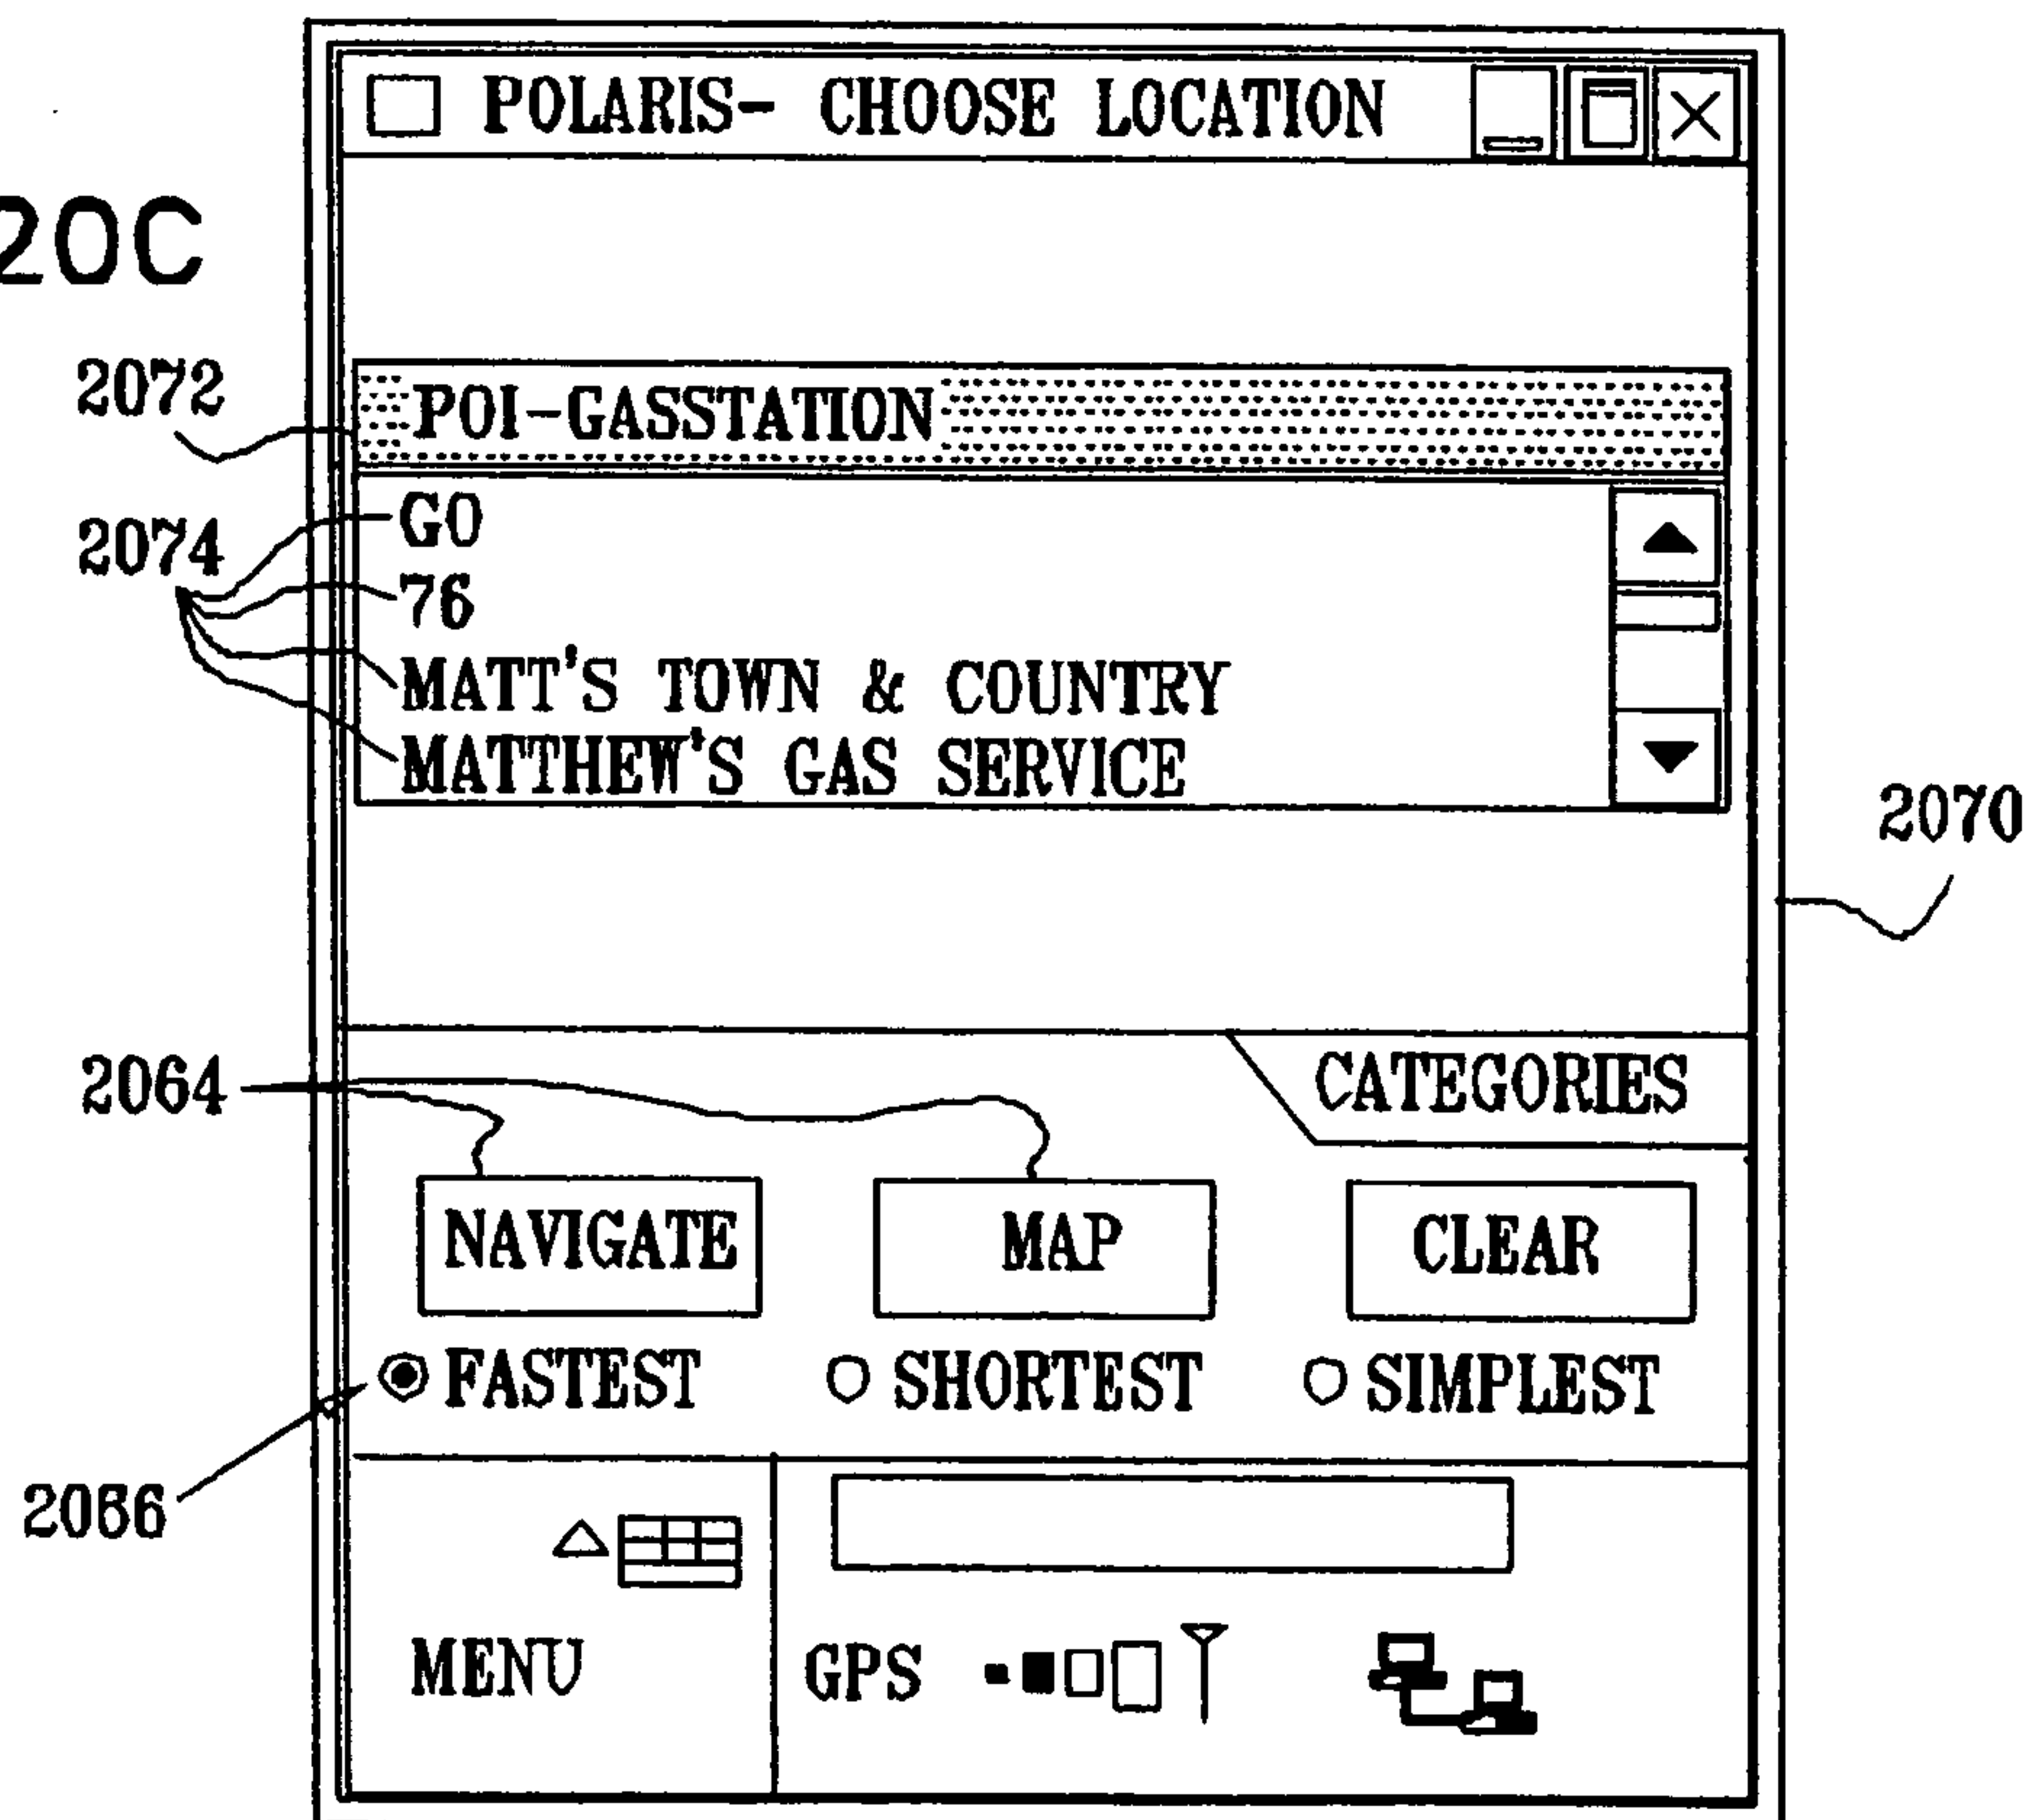 POLARIS- CHOOSE LOCATION
20C
2072
POI-GASSTATION
2074
GO
76
MATT'S TOWN & COUNTRY
MATTHEW'S GAS SERVICE
2070
2064
CATEGORIES
NAVIGATE MAP CLEAR
FASTEST SHORTEST SIMPLEST
2066
MENU
GPS